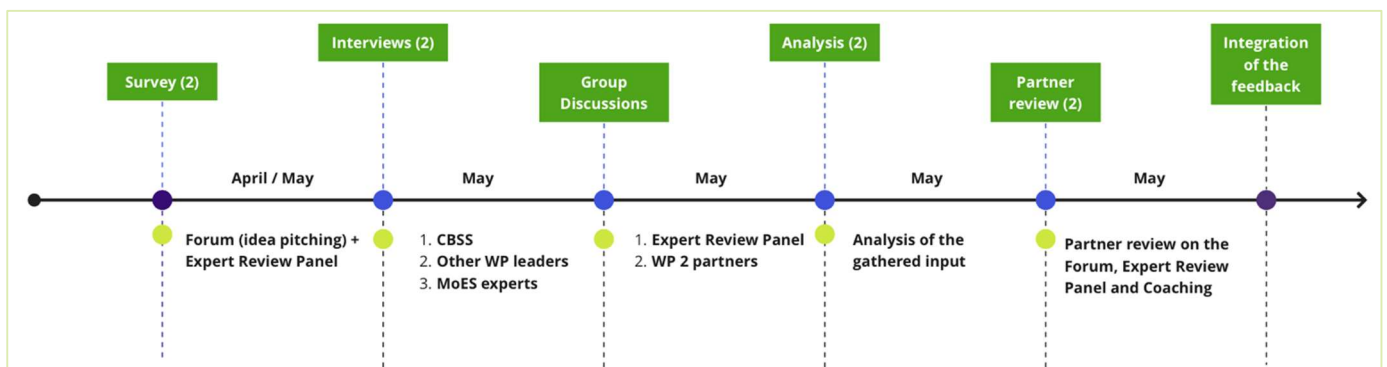 Survey (2)
Interviews (2)
Group
Discussions
Analysis (2)
Partner
review (2)
Integration
of the
feedback
April / May
May
May
May
May
Forum (idea pitching) +
Expert Review Panel
1. CBSS
2. Other WP leaders
3. MoES experts
1. Expert Review Panel
2. WP 2 partners
Analysis of the
gathered input
Partner review on the
Forum, Expert Review
Panel and Coaching